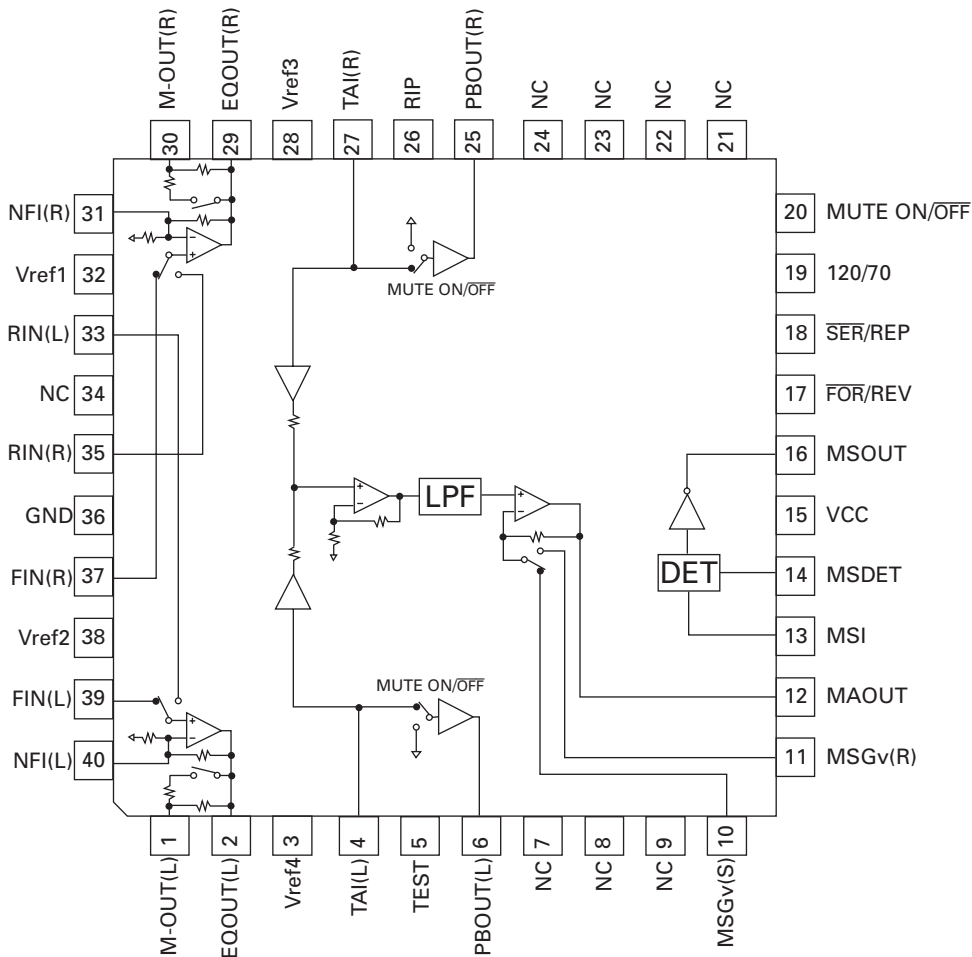 M-OUT(R)
EQOUT(R)
Vref3
TAI(R)
RIP
PBOUT(R)
NC
NC
NC
NC
30
29
28
27
26
25
24
23
22
21
NFI(R) 31
Vref1 32
RIN(L) 33
NC 34
RIN(R) 35
GND 36
FIN(R) 37
Vref2 38
FIN(L) 39
NFI(L) 40
+
−
MUTE ON/OFF
+
−
LPF
+
−
DET
MUTE ON/OFF
+
−
20 MUTE ON/OFF
19 120/70
18 SER/REP
17 FOR/REV
16 MSOUT
15 VCC
14 MSDET
13 MSI
12 MAOUT
11 MSGv(R)
1
2
3
4
5
6
7
8
9
10
M-OUT(L)
EQOUT(L)
Vref4
TAI(L)
TEST
PBOUT(L)
NC
NC
NC
MSGv(S)